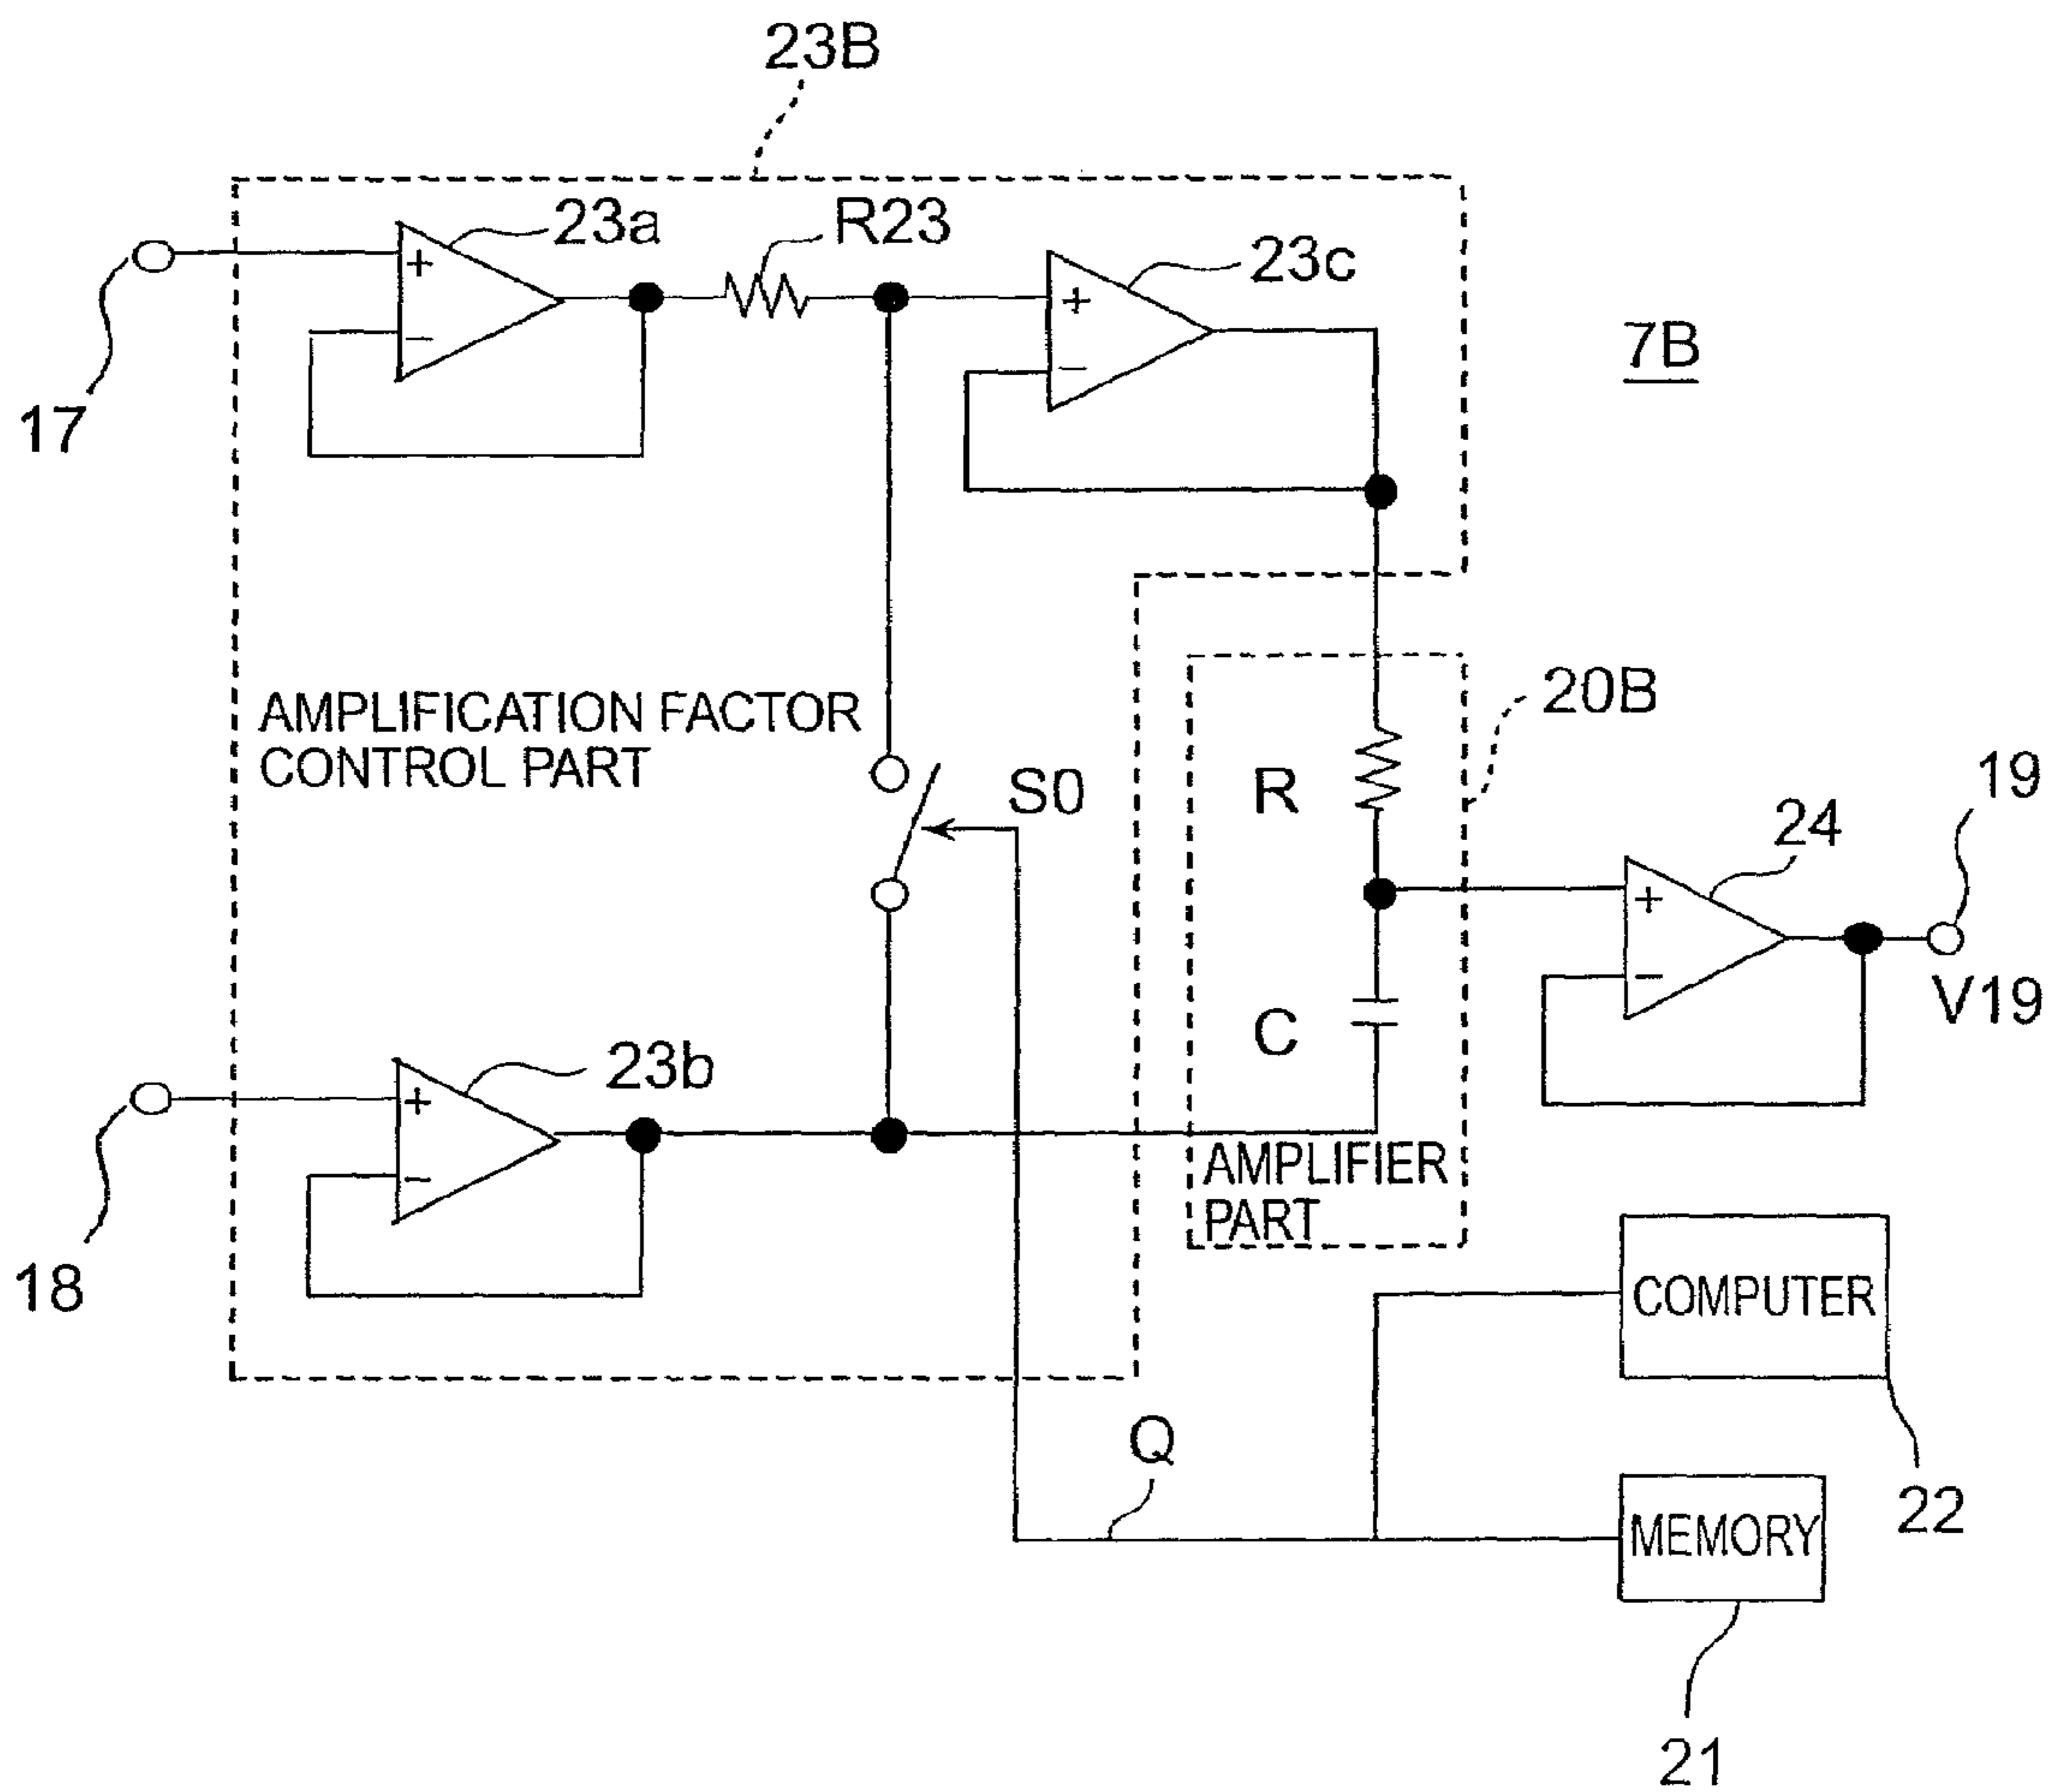 23B
23a
R23
23c
+
+
−
−
7B
17
20B
AMPLIFICATION FACTOR
CONTROL PART
S0
R
19
24
+
−
C
V19
23b
+
−
AMPLIFIER
PART
18
COMPUTER
Q
22
MEMORY
21